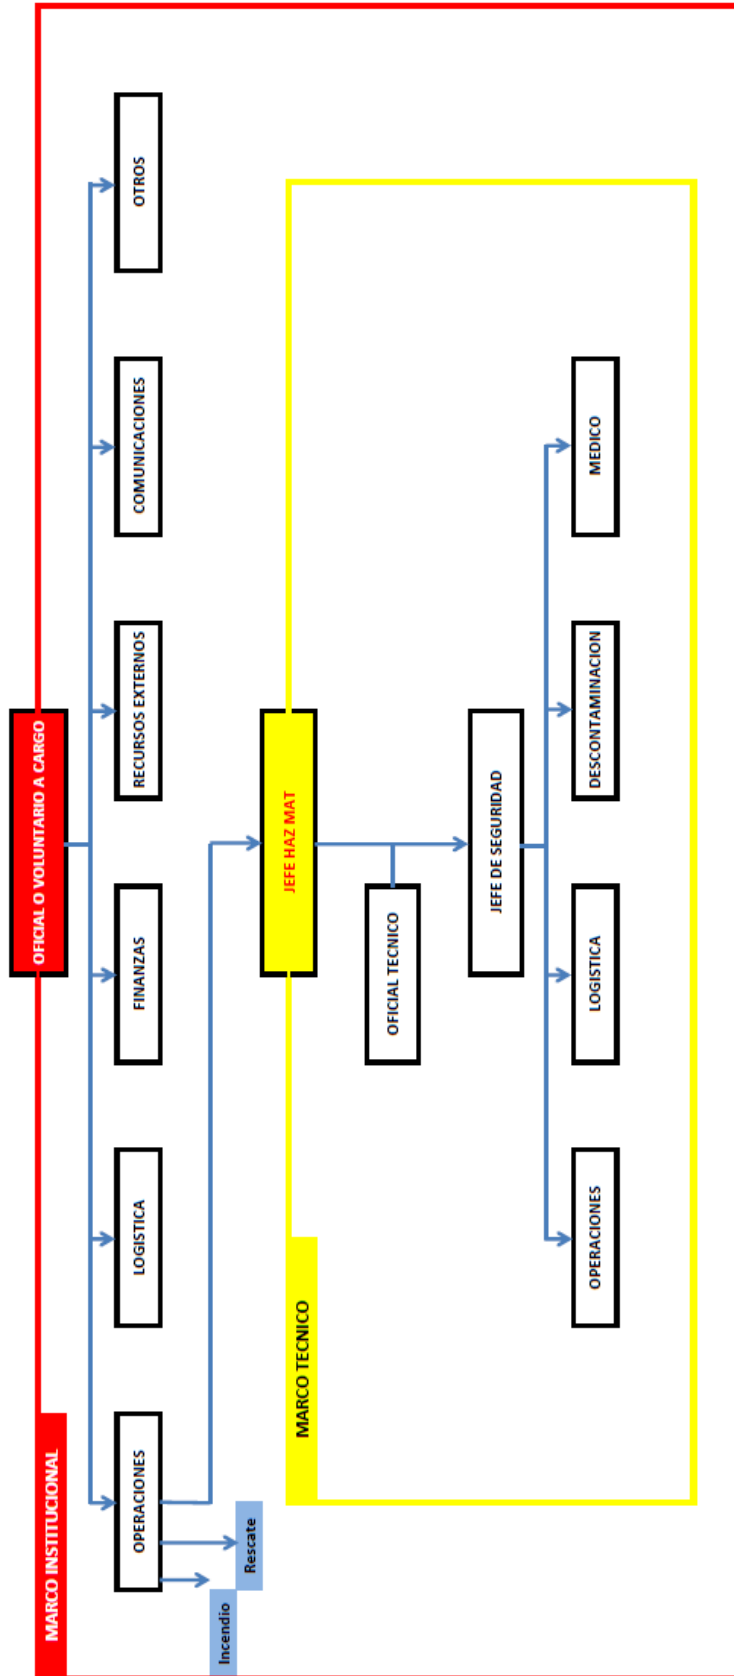 MARCO INSTITUCIONAL
OFICIAL O VOLUNTARIO A CARGO
OPERACIONES
LOGISTICA
FINANZAS
RECURSOS EXTERNOS
COMUNICACIONES
OTROS
Incendio
Rescate
JEFE HAZ MAT
MARCO TECNICO
OFICIAL TECNICO
JEFE DE SEGURIDAD
OPERACIONES
LOGISTICA
DESCONTAMINACION
MEDICO